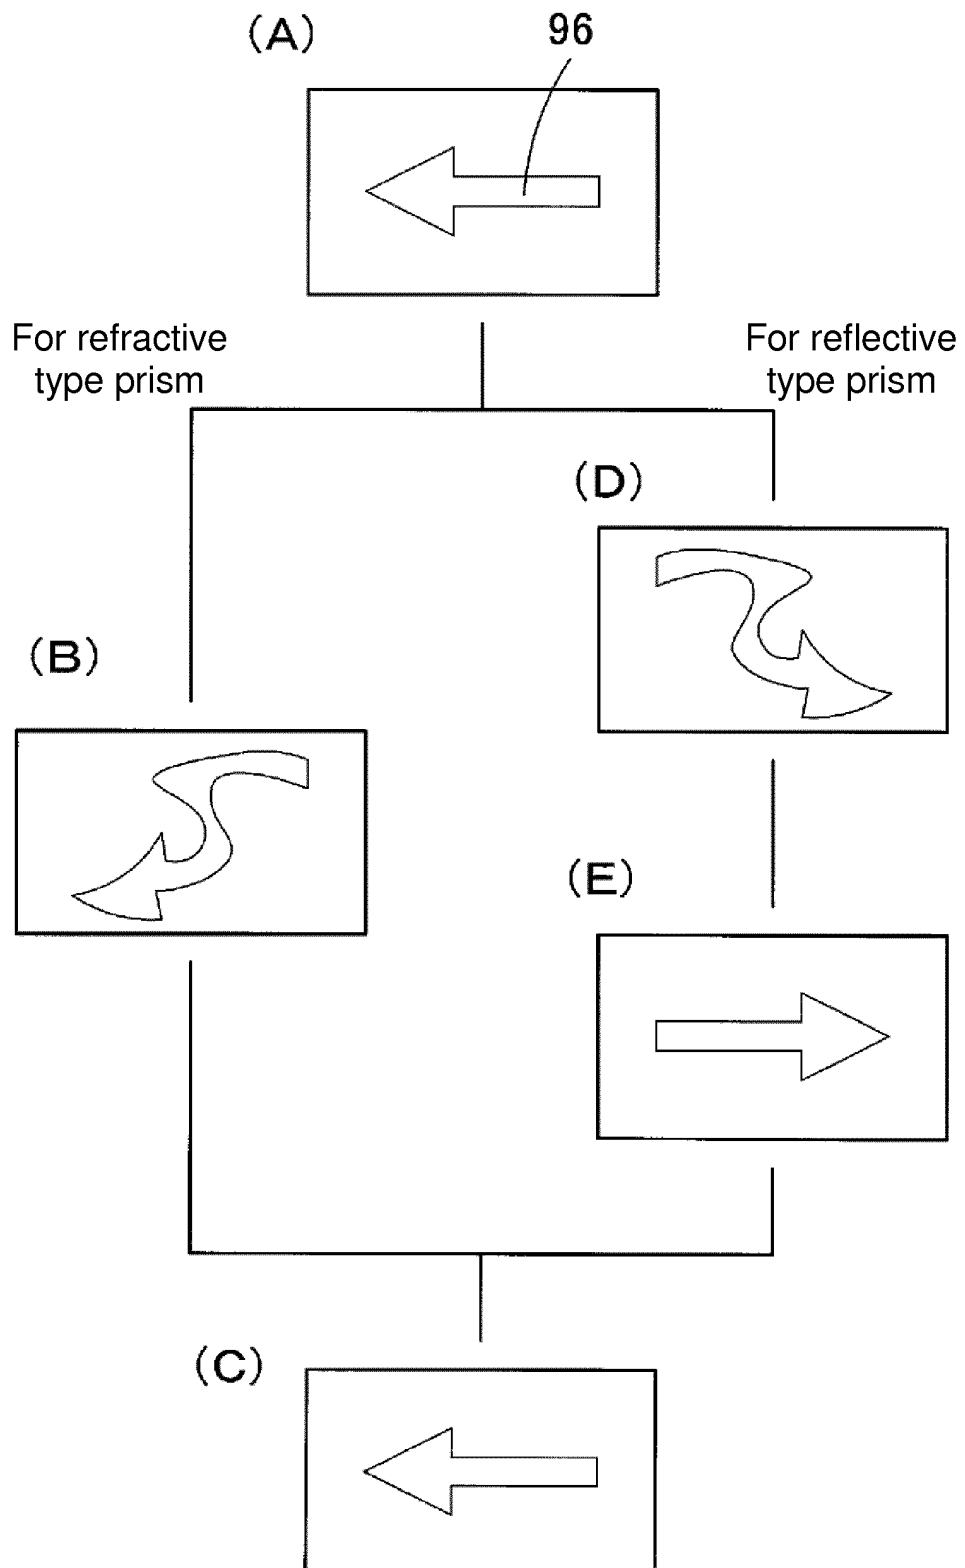 (A)
96
For refractive
type prism
For reflective
type prism
(D)
(B)
(E)
(C)